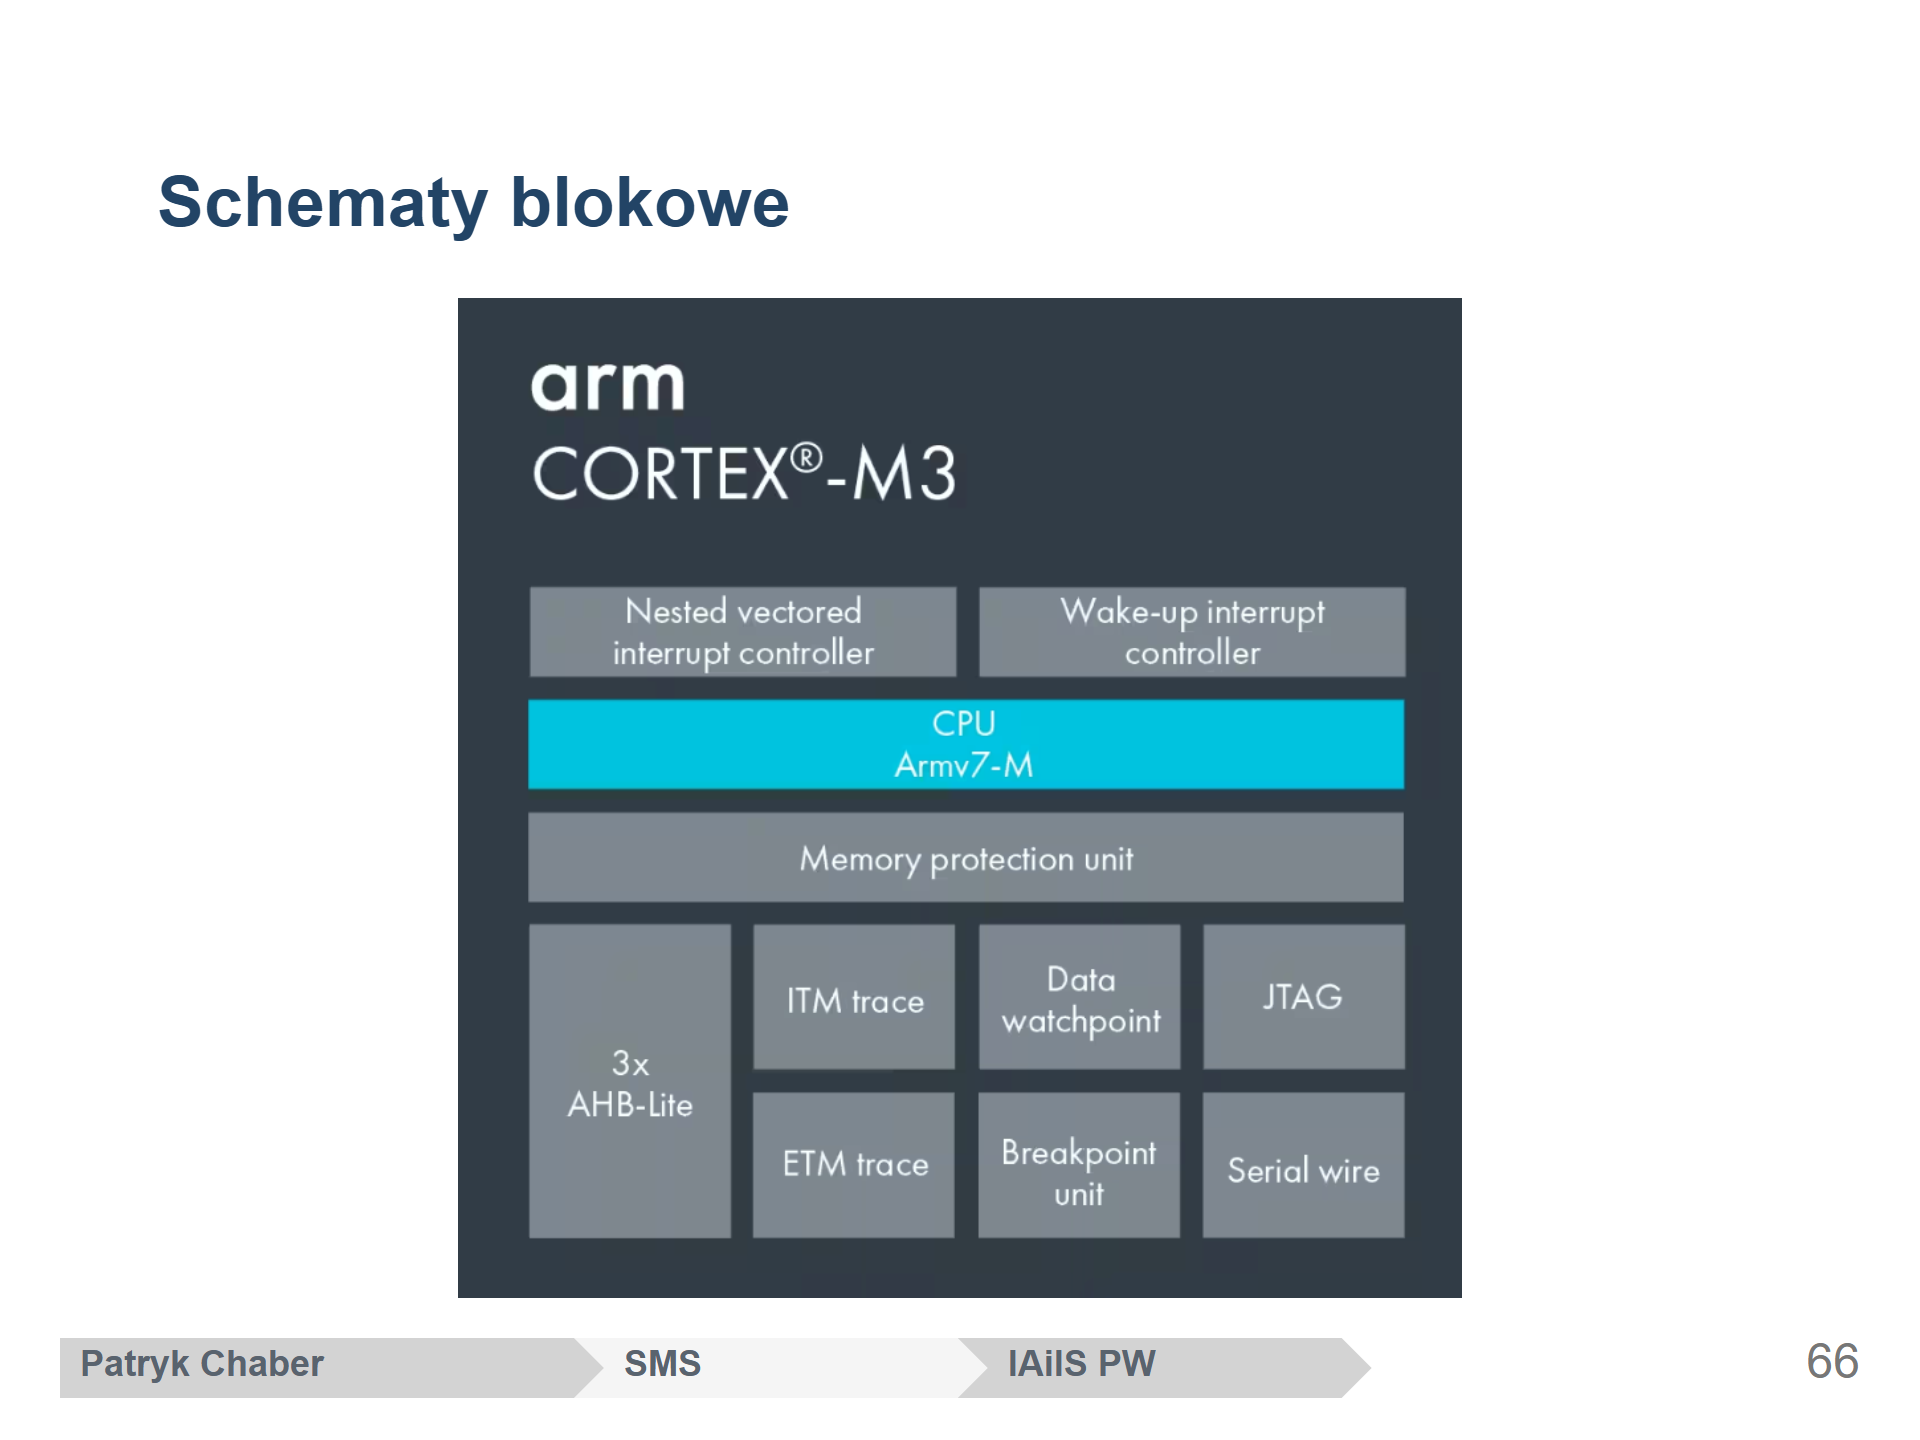 Schematy blokowe
arm
CORTEX®-M3
Nested vectored
interrupt controller
Wake-up interrupt
controller
CPU
Armv7-M
Memory protection unit
3x
AHB-Lite
ITM trace
Data
watchpoint
JTAG
ETM trace
Breakpoint
unit
Serial wire
Patryk Chaber
SMS
IAiIS PW
66